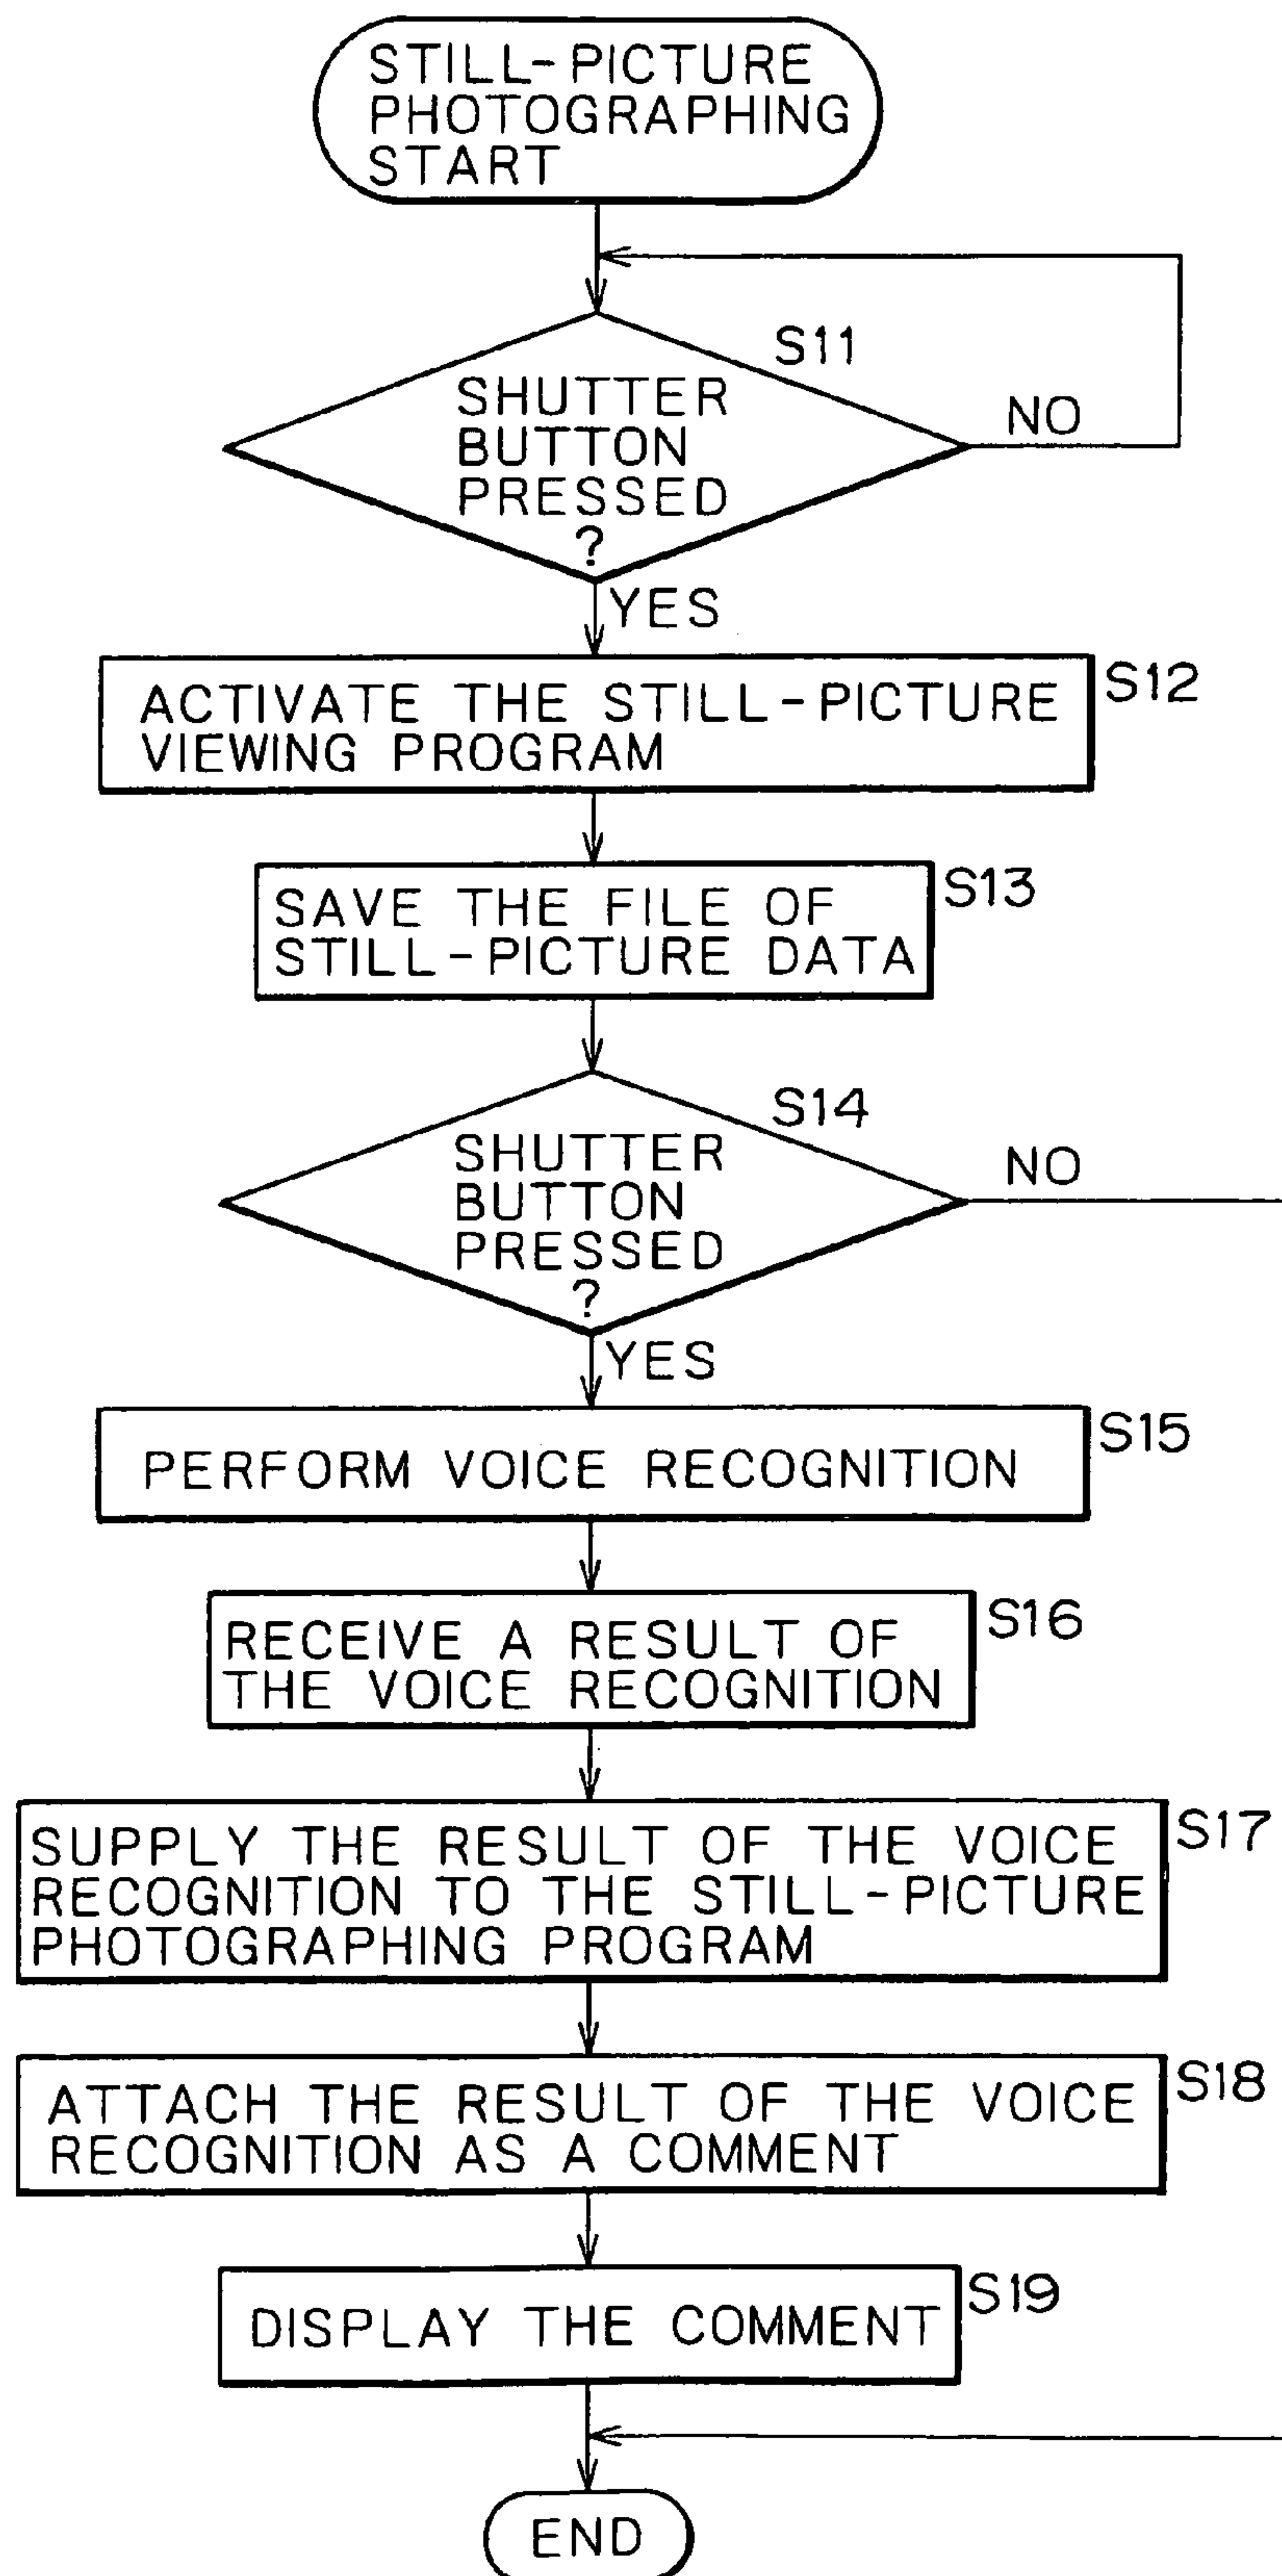 STILL-PICTURE
PHOTOGRAPHING
START
S11
SHUTTER
BUTTON
PRESSED
?
NO
YES
S12
ACTIVATE THE STILL-PICTURE
VIEWING PROGRAM
S13
SAVE THE FILE OF
STILL-PICTURE DATA
S14
SHUTTER
BUTTON
PRESSED
?
NO
YES
S15
PERFORM VOICE RECOGNITION
S16
RECEIVE A RESULT OF
THE VOICE RECOGNITION
S17
SUPPLY THE RESULT OF THE VOICE
RECOGNITION TO THE STILL-PICTURE
PHOTOGRAPHING PROGRAM
S18
ATTACH THE RESULT OF THE VOICE
RECOGNITION AS A COMMENT
S19
DISPLAY THE COMMENT
END